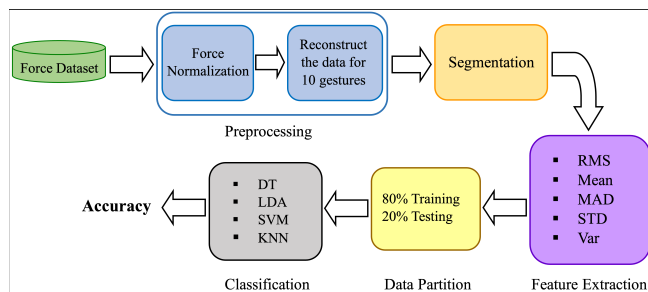 Force Dataset
Force
Normalization
Reconstruct
the data for
10 gestures
Preprocessing
Segmentation
▪ RMS
▪ Mean
▪ MAD
▪ STD
▪ Var
Feature Extraction
80% Training
20% Testing
Data Partition
▪ DT
▪ LDA
▪ SVM
▪ KNN
Classification
Accuracy